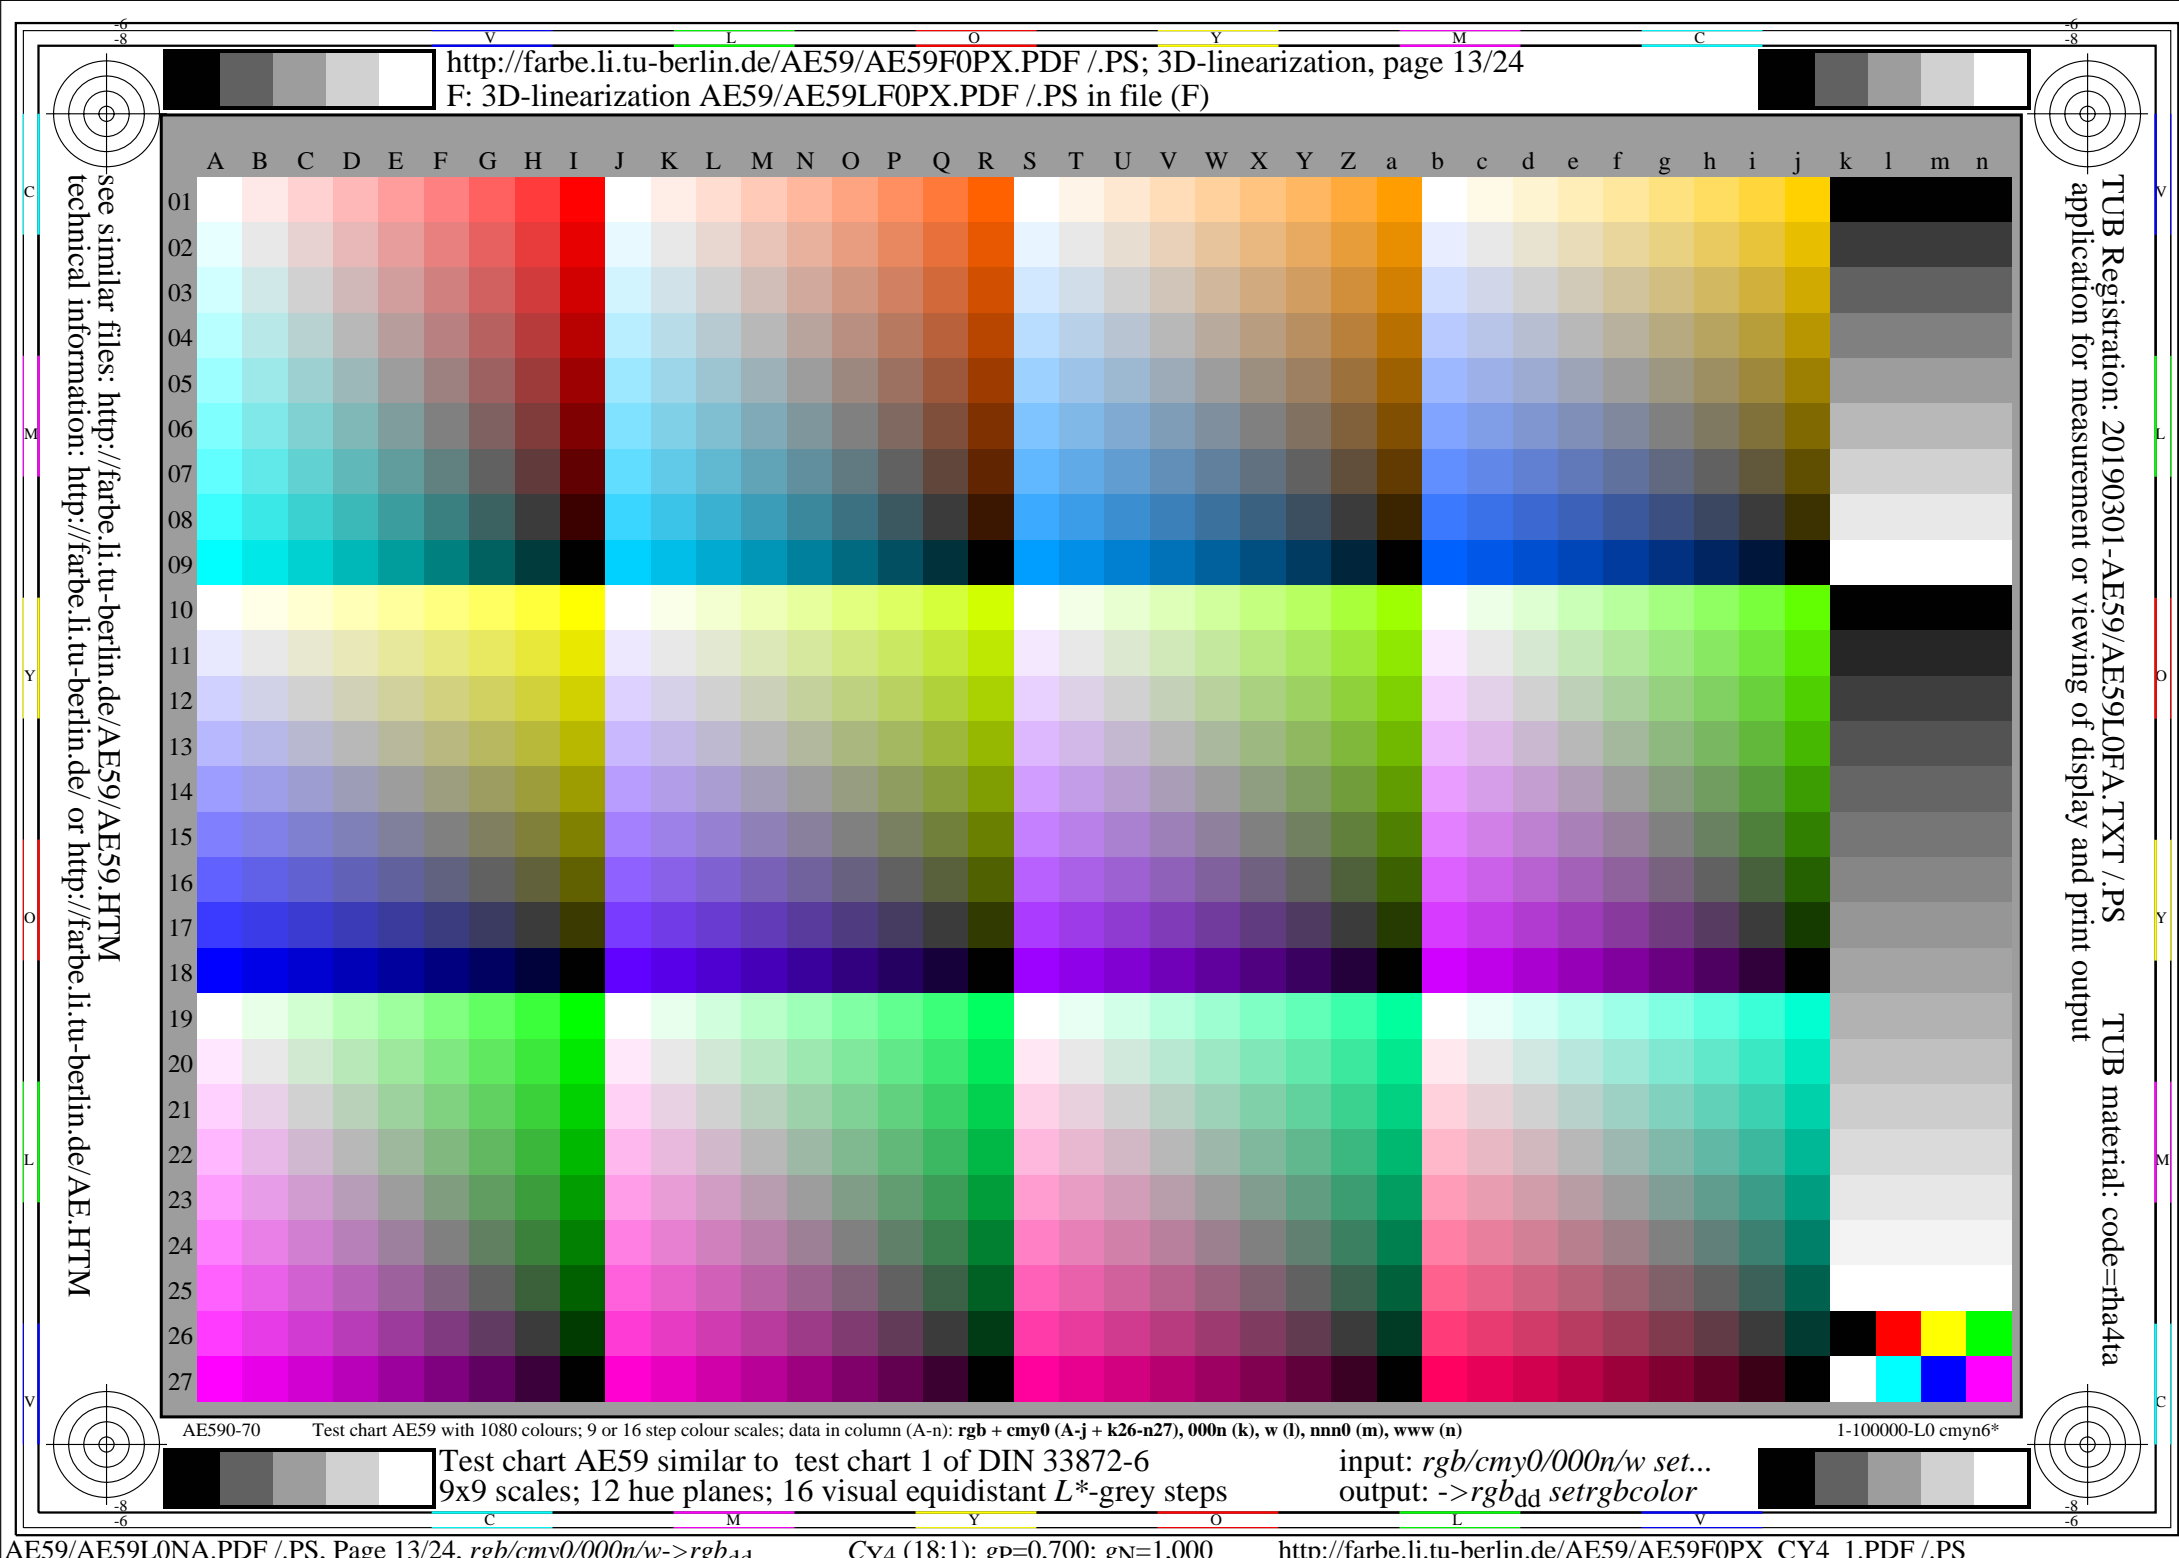 -6
-8
V L O Y M C
-6
-8
http://farbe.li.tu-berlin.de/AE59/AE59F0PX.PDF /.PS; 3D-linearization, page 13/24
F: 3D-linearization AE59/AE59LF0PX.PDF /.PS in file (F)
A B C D E F G H I J K L M N O P Q R S T U V W X Y Z a b c d e f g h i j k l m n
01
02
03
04
05
06
07
08
09
10
11
12
13
14
15
16
17
18
19
20
21
22
23
24
25
26
27
C
M
Y
O
L
V
see similar files: http://farbe.li.tu-berlin.de/AE59/AE59.HTM
technical information: http://farbe.li.tu-berlin.de/ or http://farbe.li.tu-berlin.de/AE.HTM
TUB Registration: 20190301-AE59/AE59L0FA.TXT /.PS TUB material: code=rha4ta
application for measurement or viewing of display and print output
V
L
O
Y
M
C
AE590-70 Test chart AE59 with 1080 colours; 9 or 16 step colour scales; data in column (A-n): rgb + cmy0 (A-j + k26-n27), 000n (k), w (l), nnn0 (m), www (n) 1-100000-L0 cmyn6*
Test chart AE59 similar to test chart 1 of DIN 33872-6 input: rgb/cmy0/000n/w set...
9x9 scales; 12 hue planes; 16 visual equidistant L*-grey steps output: ->rgbdd setrgbcolor
-8
-6
C M Y O L V
-8
-6
AE59/AE59L0NA.PDF /.PS, Page 13/24, rgb/cmy0/000n/w->rgbdd CY4 (18:1): gP=0.700; gN=1.000 http://farbe.li.tu-berlin.de/AE59/AE59F0PX_CY4_1.PDF /.PS